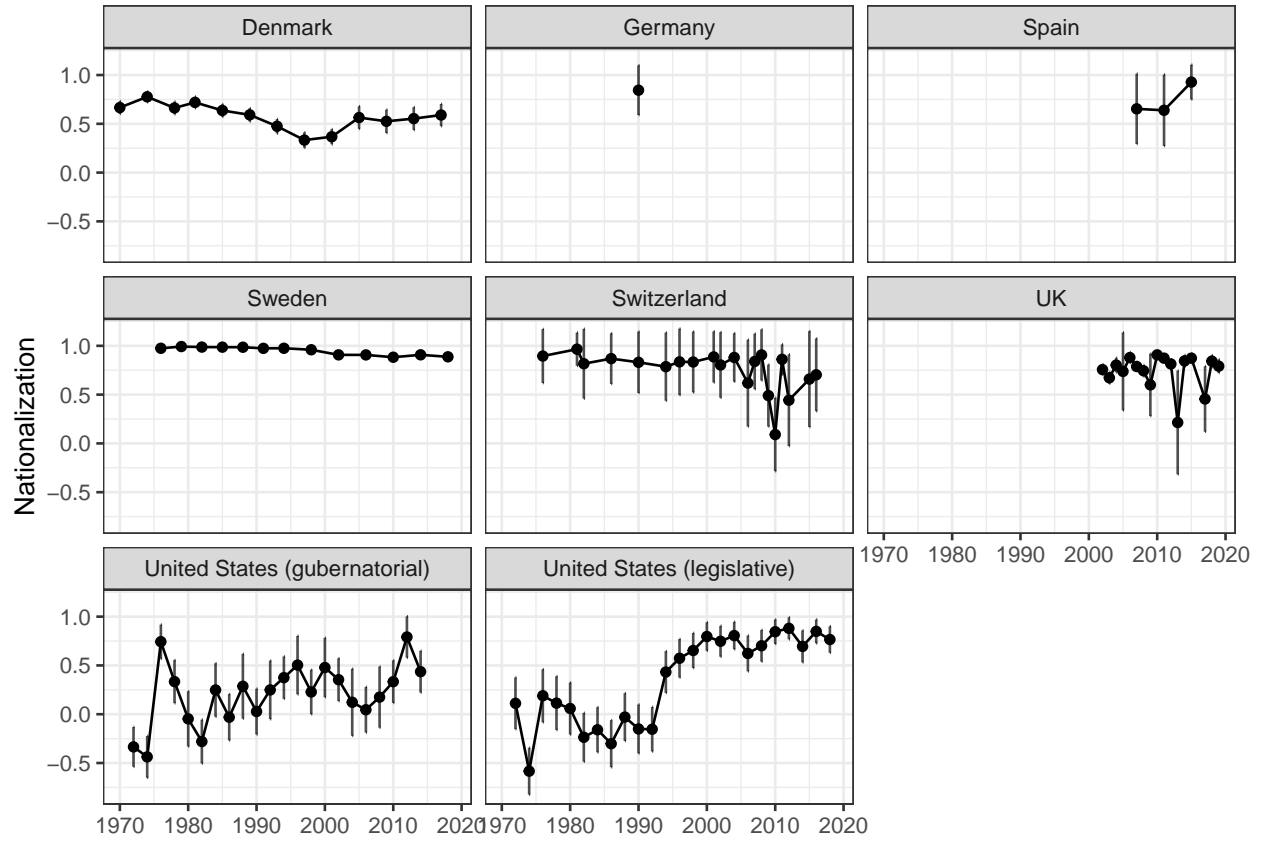 Denmark
Germany
Spain
1.0
0.5
0.0
−0.5
Sweden
Switzerland
UK
Nationalization
1.0
0.5
0.0
−0.5
1970 1980 1990 2000 2010 2020
United States (gubernatorial)
United States (legislative)
1.0
0.5
0.0
−0.5
1970 1980 1990 2000 2010 2020
1970 1980 1990 2000 2010 2020